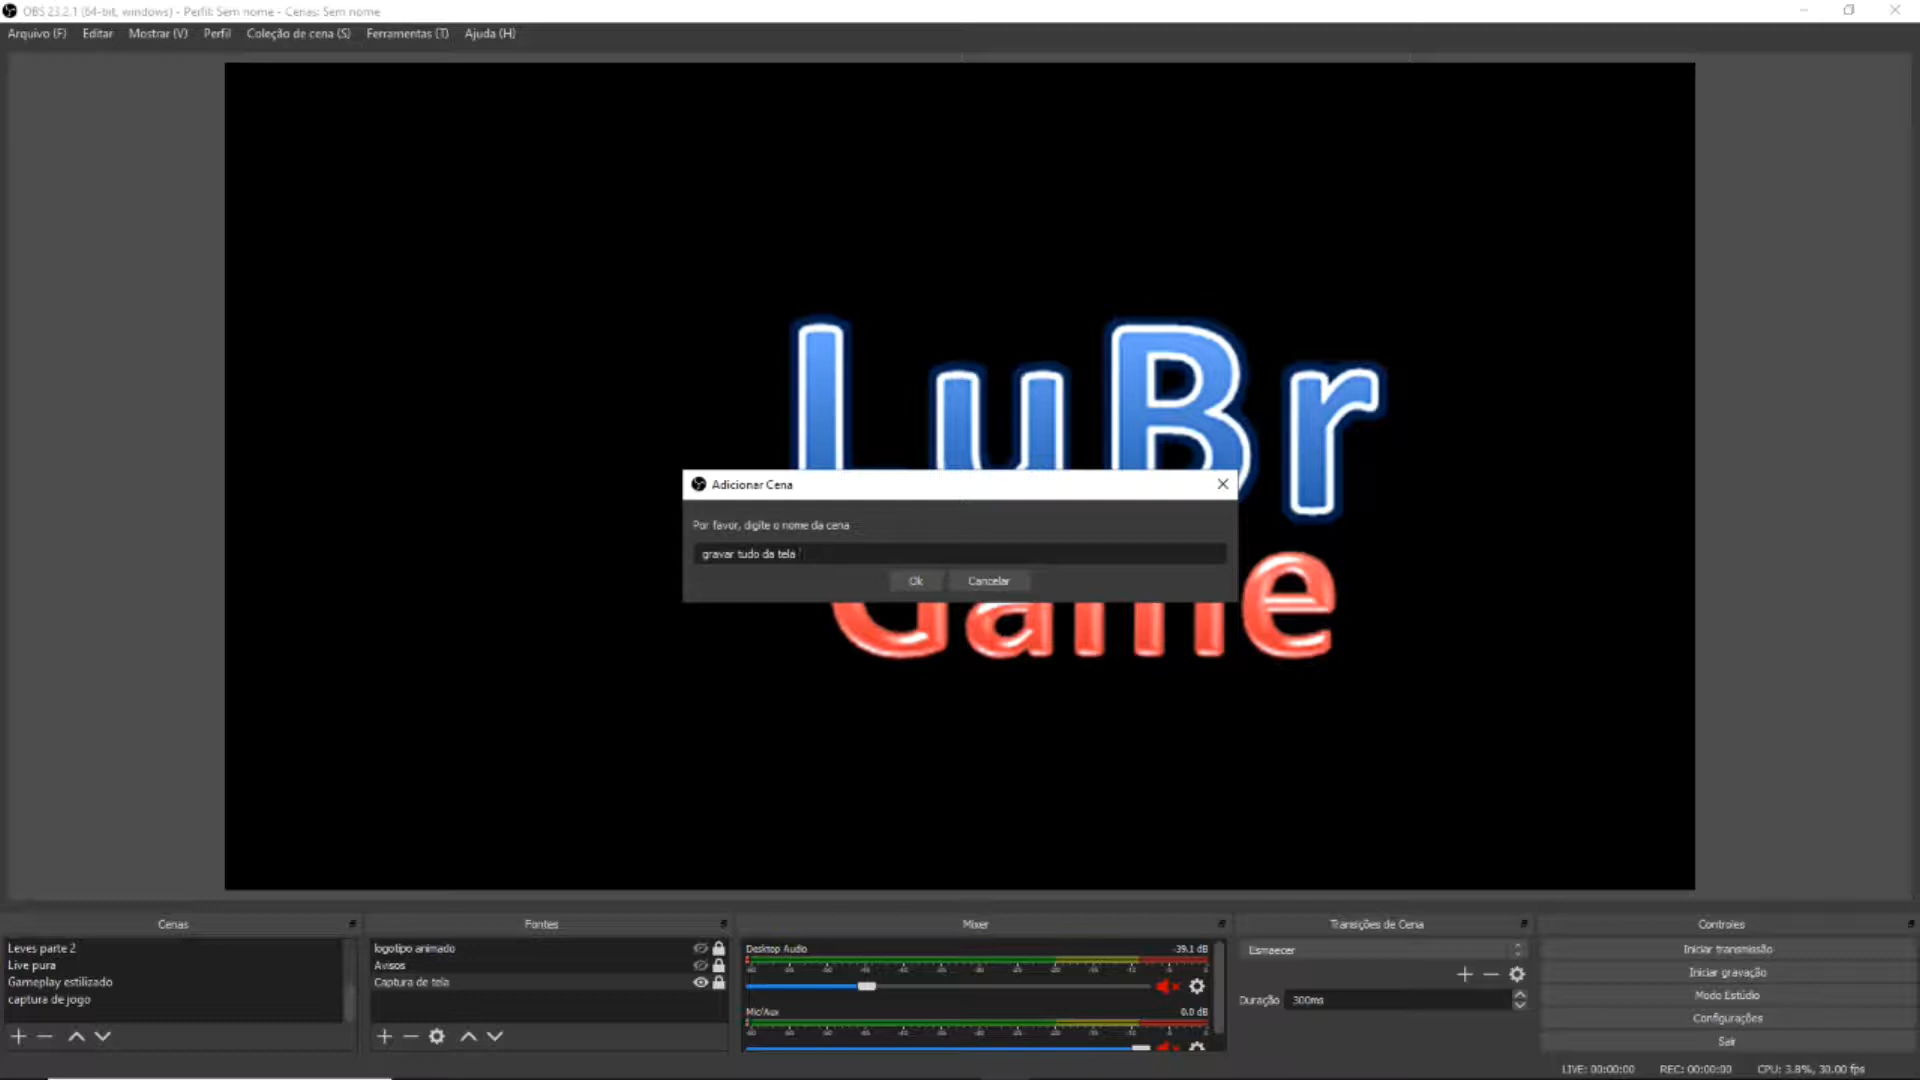 OBS 23.2.1 (64-bit, windows) - Perfil: Sem nome - Cenas: Sem nome
Arquivo (F) Editar Mostrar (V) Perfil Coleção de cena (S) Ferramentas (T) Ajuda (H)
LuBr
Game
Adicionar Cena
Por favor, digite o nome da cena
gravar tudo da tela
Ok Cancelar
Cenas
Leves parte 2
Live pura
Gameplay estilizado
captura de jogo
Fontes
logotipo animado
Avisos
Captura de tela
Mixer
Desktop Audio -39.1 dB
Mic/Aux 0.0 dB
Transições de Cena
Esmaecer
Duração 300ms
Controles
Iniciar transmissão
Iniciar gravação
Modo Estúdio
Configurações
Sair
LIVE: 00:00:00 REC: 00:00:00 CPU: 3.8%, 30.00 fps